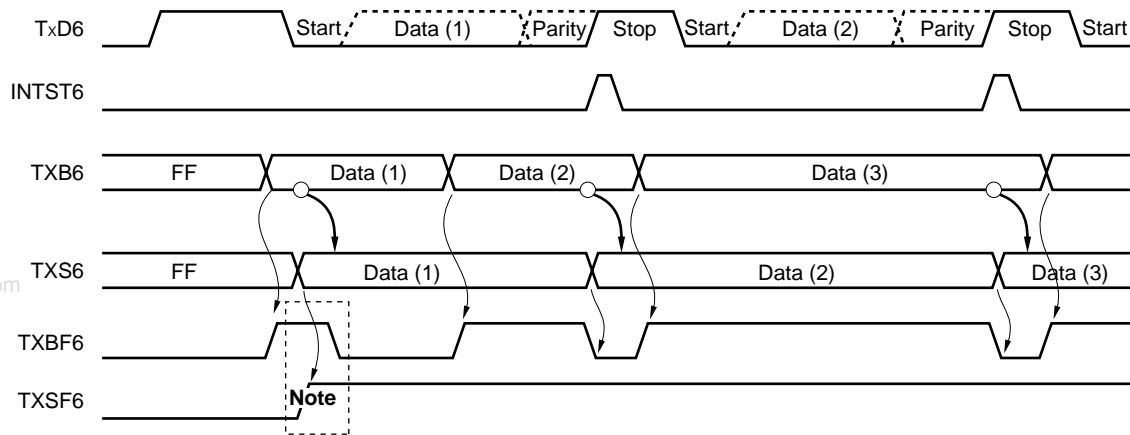 TxD6 Start Data (1) Parity Stop Start Data (2) Parity Stop Start
INTST6
TXB6 FF Data (1) Data (2) Data (3)
TXS6 FF Data (1) Data (2) Data (3)
om
TXBF6
TXSF6 Note